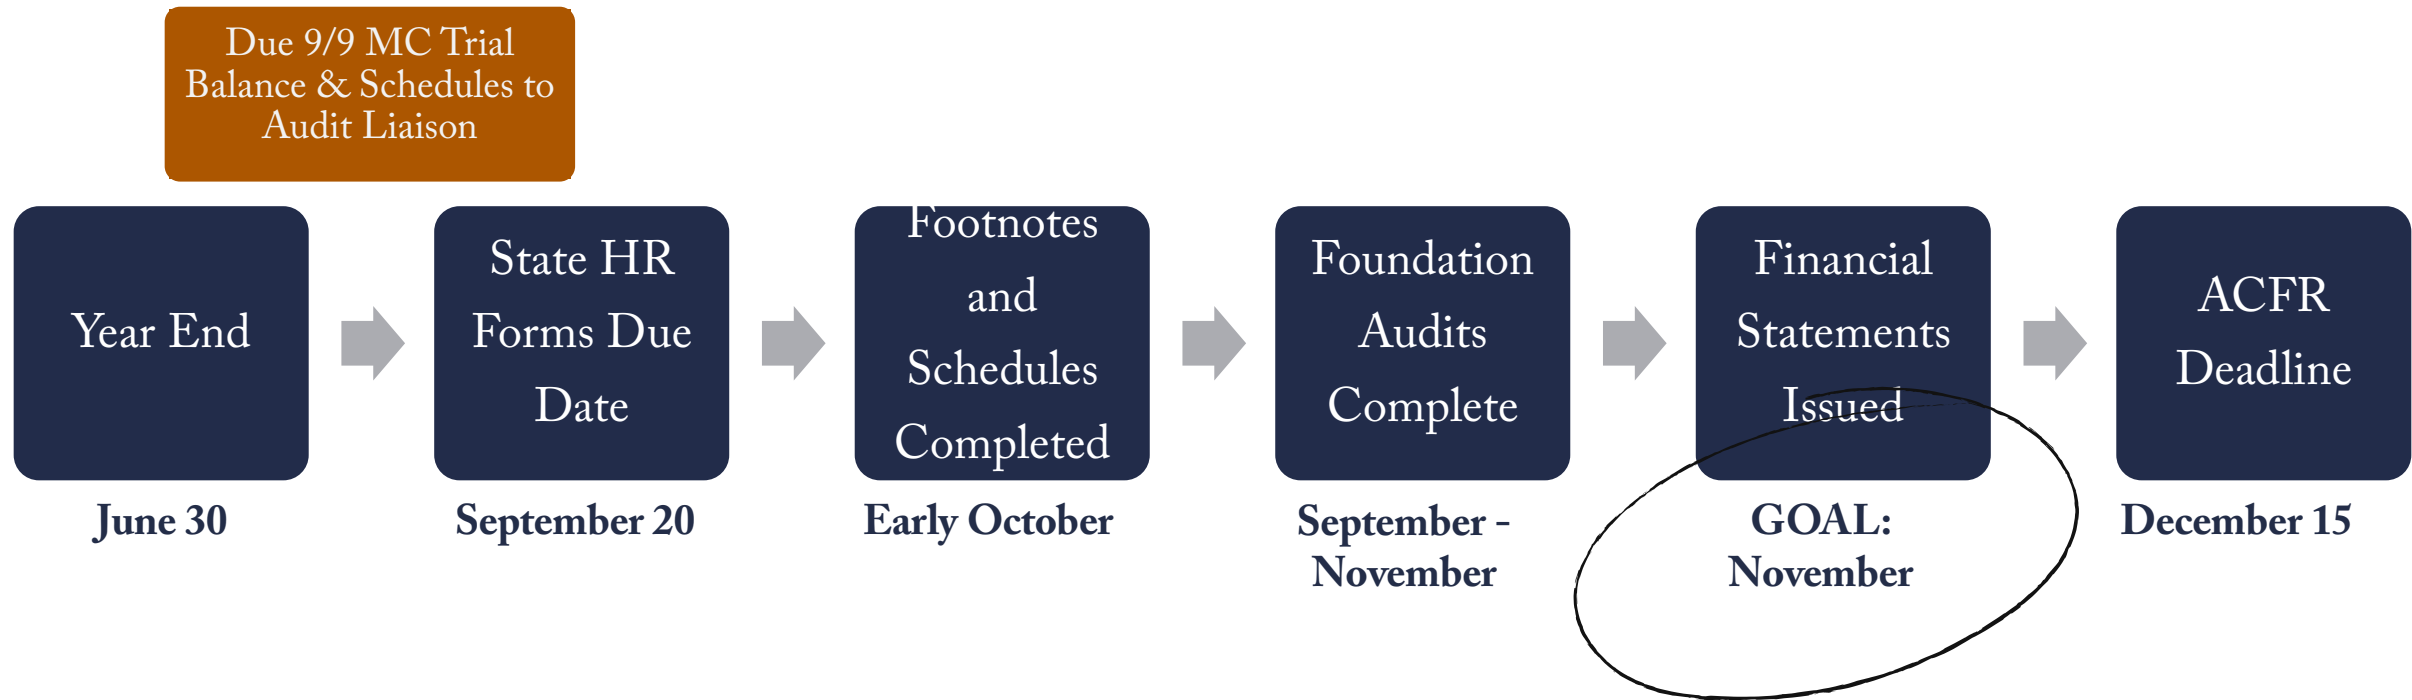 Due 9/9 MC Trial
Balance & Schedules to
Audit Liaison
Year End
State HR
Forms Due
Date
Footnotes
and
Schedules
Completed
Foundation
Audits
Complete
Financial
Statements
Issued
ACFR
Deadline
June 30
September 20
Early October
September -
November
GOAL:
November
December 15